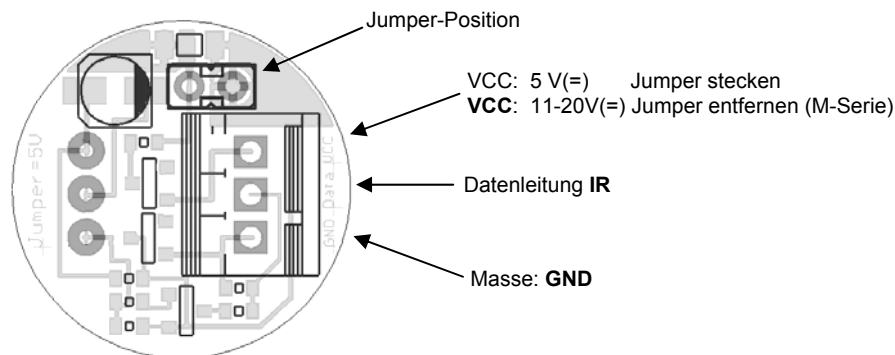 Jumper-Position
VCC: 5 V(=) Jumper stecken
VCC: 11-20V(=) Jumper entfernen (M-Serie)
Datenleitung IR
Masse: GND
Jumper=5V
GND Data VCC